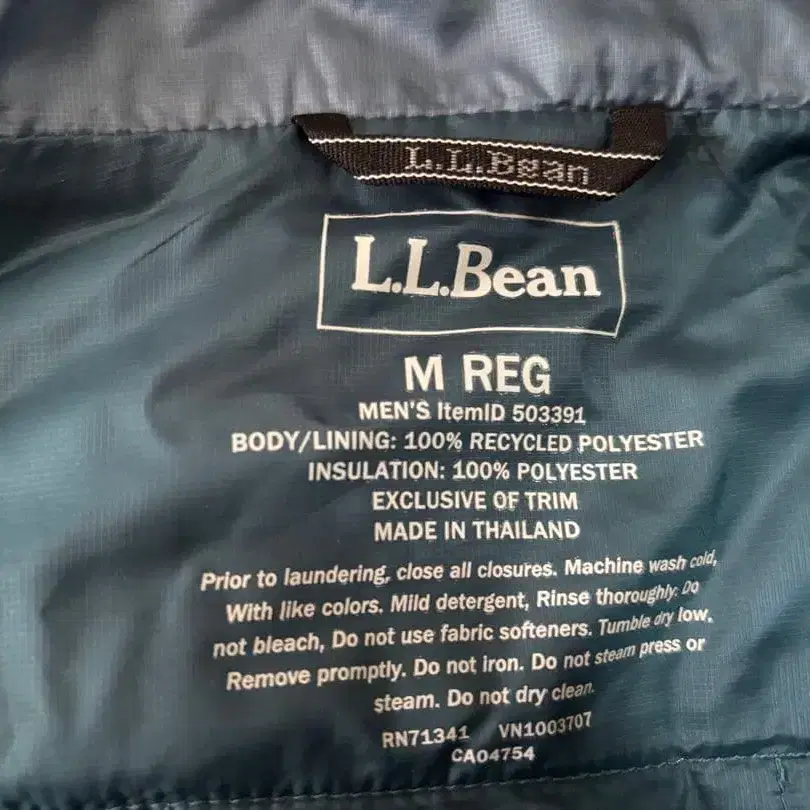 L.L.Bean
L.L.Bean
M REG
MEN'S ItemID 503391
BODY/LINING: 100% RECYCLED POLYESTER
INSULATION: 100% POLYESTER
EXCLUSIVE OF TRIM
MADE IN THAILAND
Prior to laundering, close all closures. Machine wash cold,
With like colors. Mild detergent, Rinse thoroughly. Do
not bleach, Do not use fabric softeners. Tumble dry low.
Remove promptly. Do not iron. Do not steam press or
steam. Do not dry clean.
RN71341 VN1003707
CA04754